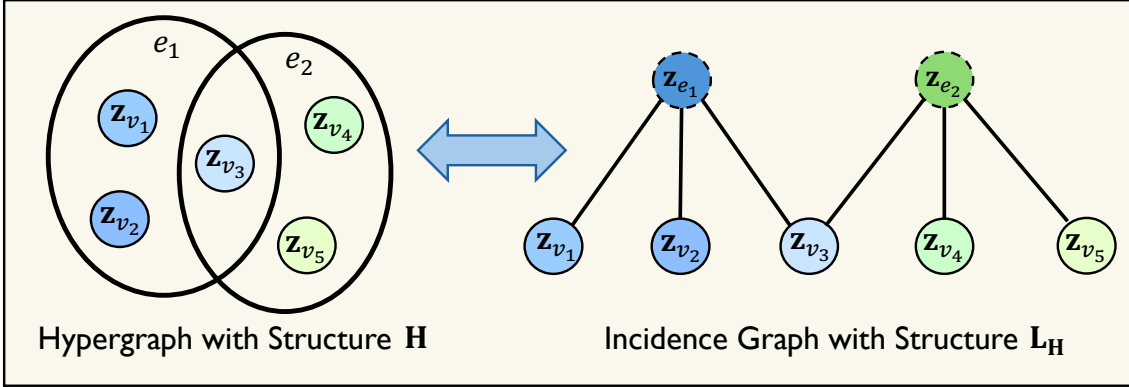 e₁
e₂
𝐳ᵥ₁
𝐳ᵥ₂
𝐳ᵥ₃
𝐳ᵥ₄
𝐳ᵥ₅
Hypergraph with Structure 𝐇
𝐳ₑ₁ 𝐳ₑ₂
𝐳ᵥ₁ 𝐳ᵥ₂ 𝐳ᵥ₃ 𝐳ᵥ₄ 𝐳ᵥ₅
Incidence Graph with Structure 𝐋_𝐇